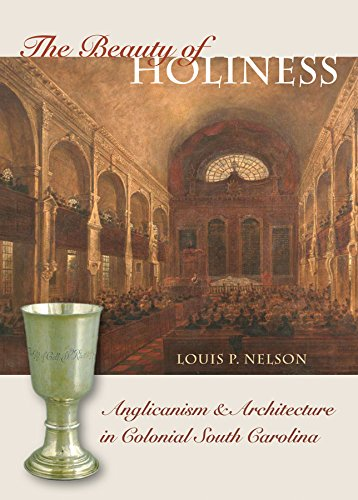 The Beauty of
HOLINESS
LOUIS P. NELSON
Anglicanism & Architecture
in Colonial South Carolina